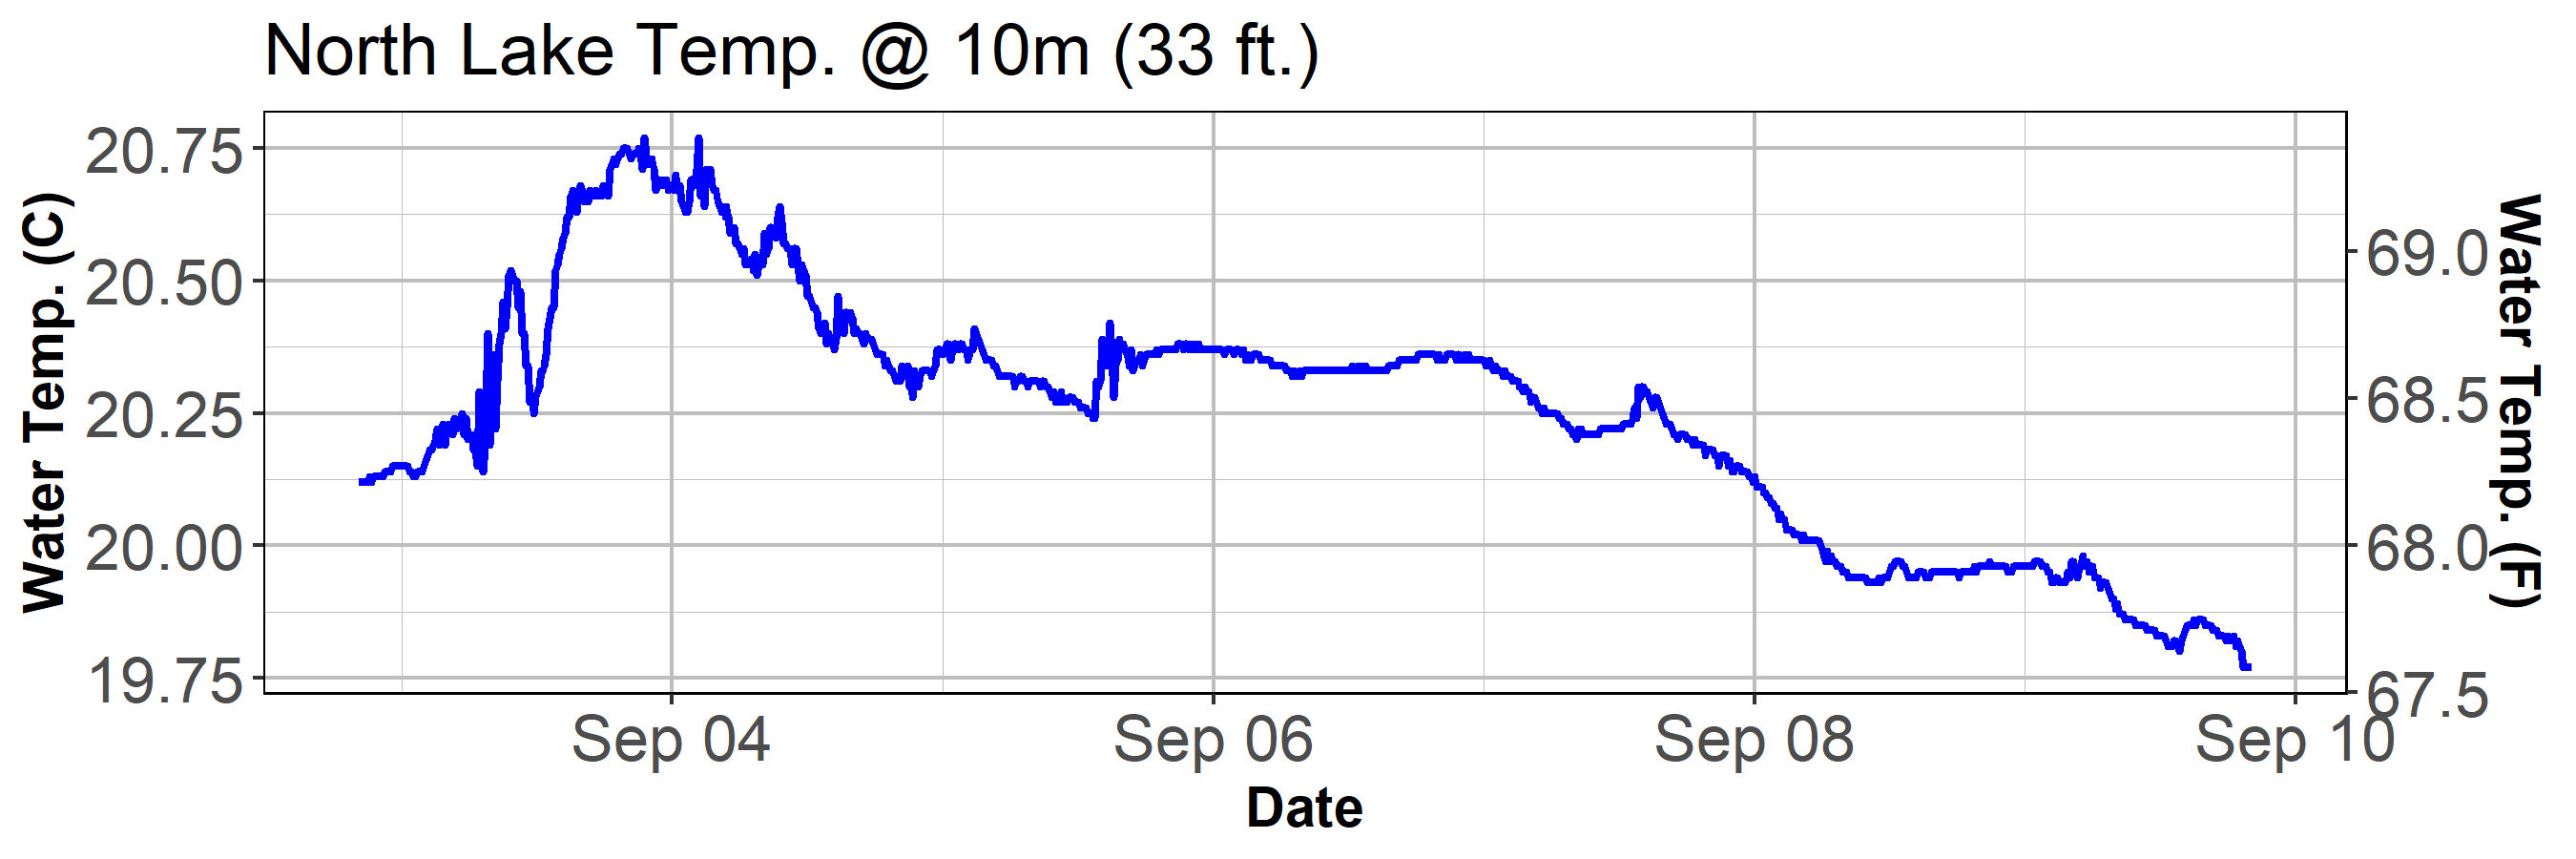 North Lake Temp. @ 10m (33 ft.)
Water Temp. (C)
20.75
20.50
20.25
20.00
19.75
69.0
68.5
68.0
67.5
Water Temp. (F)
Sep 04 Sep 06 Sep 08 Sep 10
Date